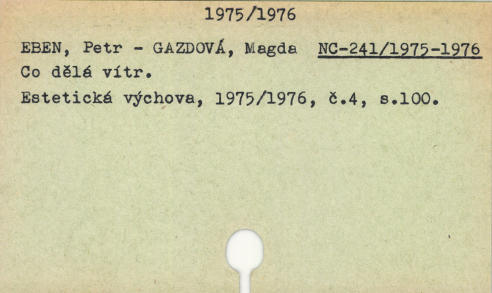 1975/1976
EBEN, Petr - GAZDOVÁ, Magda NC-241/1975-1976
Co dělá vítr.
Estetická výchova, 1975/1976, č.4, s.100.